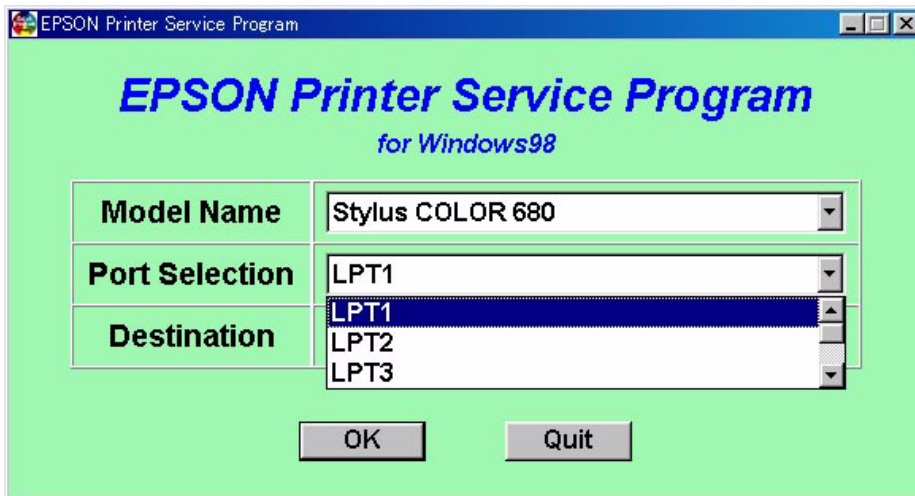 EPSON Printer Service Program
EPSON Printer Service Program
for Windows98
Model Name Stylus COLOR 680
Port Selection LPT1
LPT1
Destination LPT2
LPT3
OK Quit